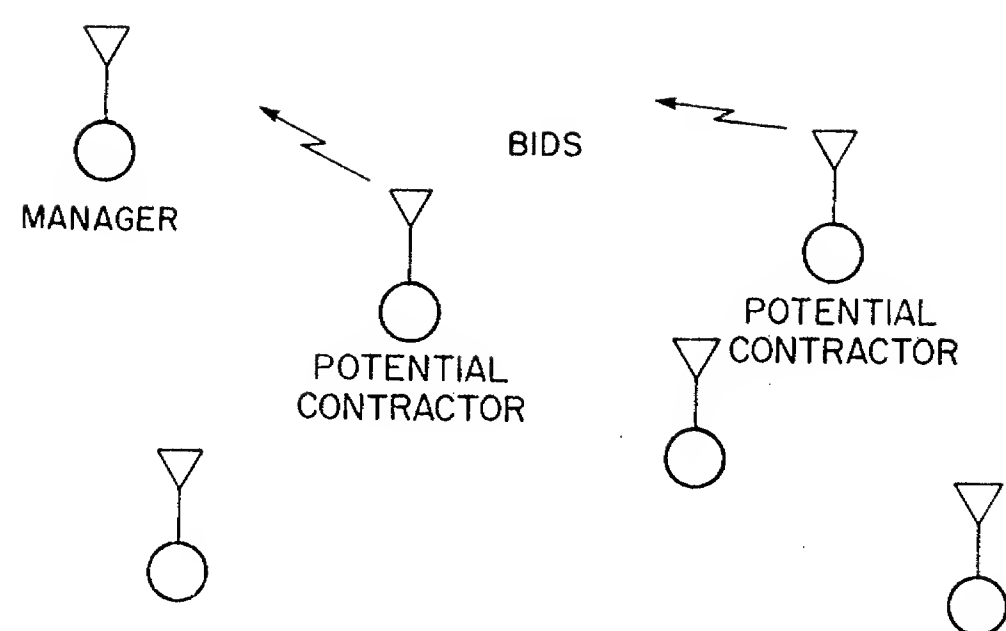 BIDS
MANAGER
POTENTIAL
CONTRACTOR
POTENTIAL
CONTRACTOR